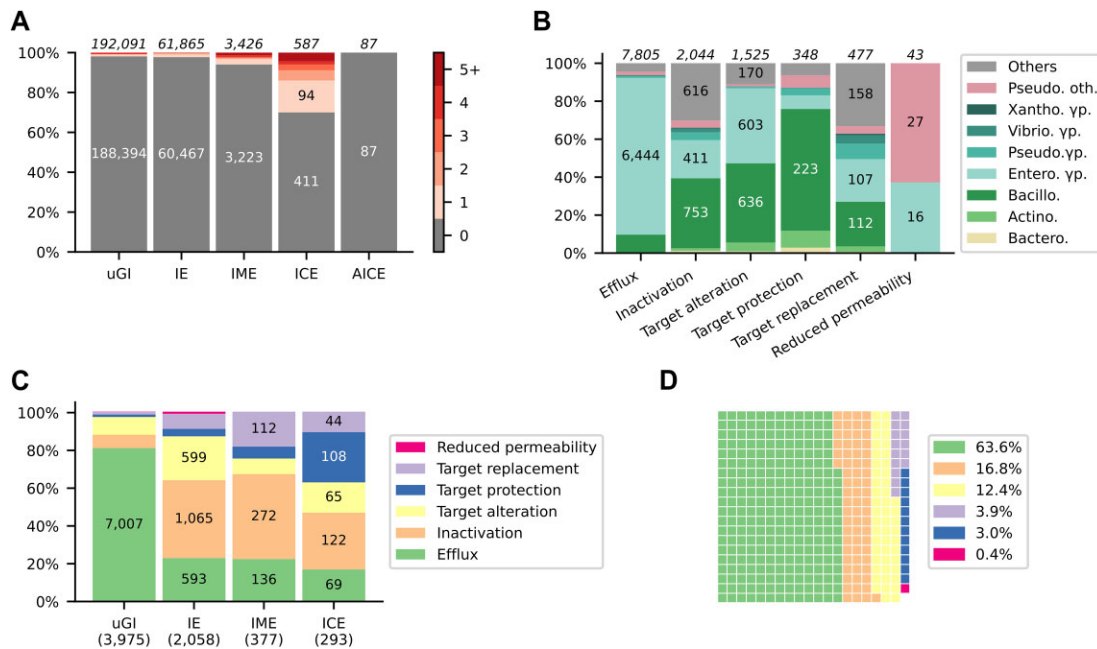 A
192,091 61,865 3,426 587 87
100%
80%
60%
40%
20%
0%
188,394 60,467 3,223 94 411 87
uGI IE IME ICE AICE
5+
4
3
2
1
0
B
7,805 2,044 1,525 348 477 43
100%
80%
60%
40%
20%
0%
616 170 158
603 27
6,444 411 223 107
753 636 112 16
Efflux
Inactivation
Target alteration
Target protection
Target replacement
Reduced permeability
Others
Pseudo. oth.
Xantho. γp.
Vibrio. γp.
Pseudo.γp.
Entero. γp.
Bacillo.
Actino.
Bactero.
C
100%
80%
60%
40%
20%
0%
112 44
599 108
7,007 1,065 272 65
122
593 136 69
uGI IE IME ICE
(3,975) (2,058) (377) (293)
Reduced permeability
Target replacement
Target protection
Target alteration
Inactivation
Efflux
D
63.6%
16.8%
12.4%
3.9%
3.0%
0.4%